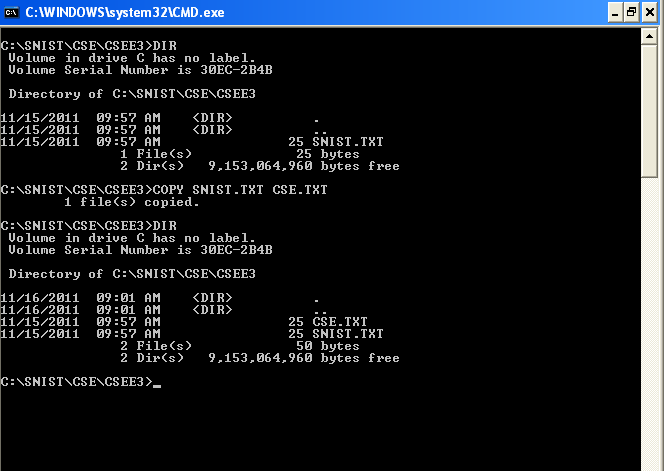 C:\WINDOWS\system32\CMD.exe
C:\SNIST\CSE\CSEE3>DIR
 Volume in drive C has no label.
 Volume Serial Number is 30EC-2B4B
 Directory of C:\SNIST\CSE\CSEE3
11/15/2011  09:57 AM    <DIR>          .
11/15/2011  09:57 AM    <DIR>          ..
11/15/2011  09:57 AM                25 SNIST.TXT
               1 File(s)             25 bytes
               2 Dir(s)   9,153,064,960 bytes free
C:\SNIST\CSE\CSEE3>COPY SNIST.TXT CSE.TXT
        1 file(s) copied.
C:\SNIST\CSE\CSEE3>DIR
 Volume in drive C has no label.
 Volume Serial Number is 30EC-2B4B
 Directory of C:\SNIST\CSE\CSEE3
11/16/2011  09:01 AM    <DIR>          .
11/16/2011  09:01 AM    <DIR>          ..
11/15/2011  09:57 AM                25 CSE.TXT
11/15/2011  09:57 AM                25 SNIST.TXT
               2 File(s)             50 bytes
               2 Dir(s)   9,153,064,960 bytes free
C:\SNIST\CSE\CSEE3>_